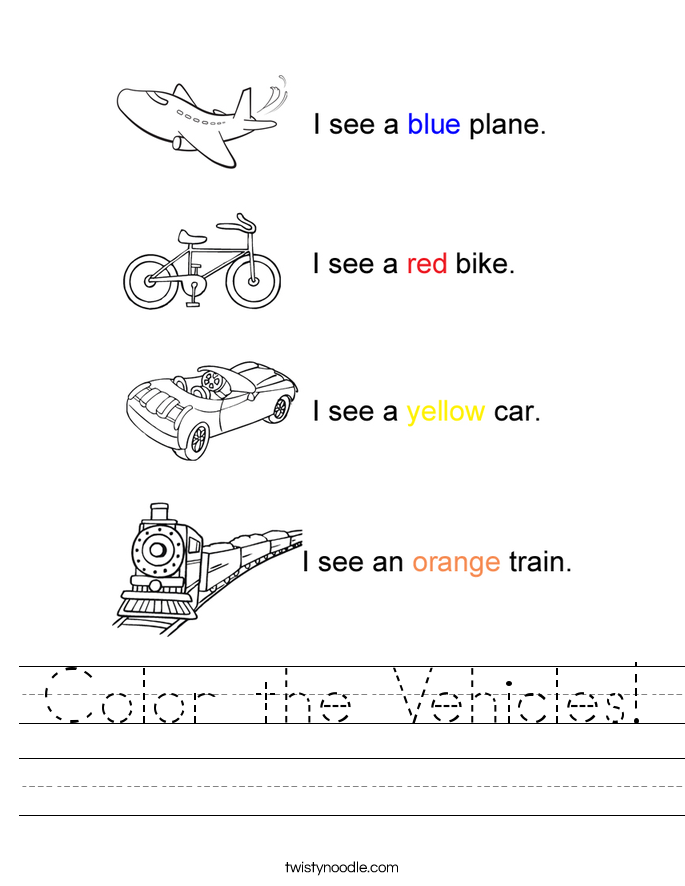 I see a blue plane.
I see a red bike.
I see a yellow car.
I see an orange train.
Color the Vehicles!
twistynoodle.com